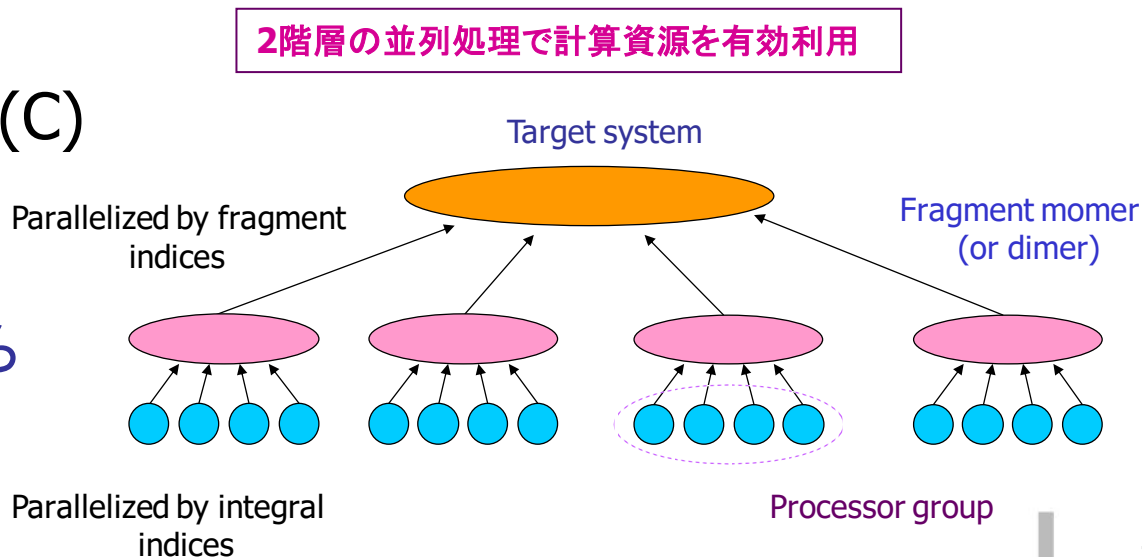 2階層の並列処理で計算資源を有効利用
(C)
Target system
Parallelized by fragment
indices
Fragment momer
(or dimer)
Parallelized by integral
indices
Processor group